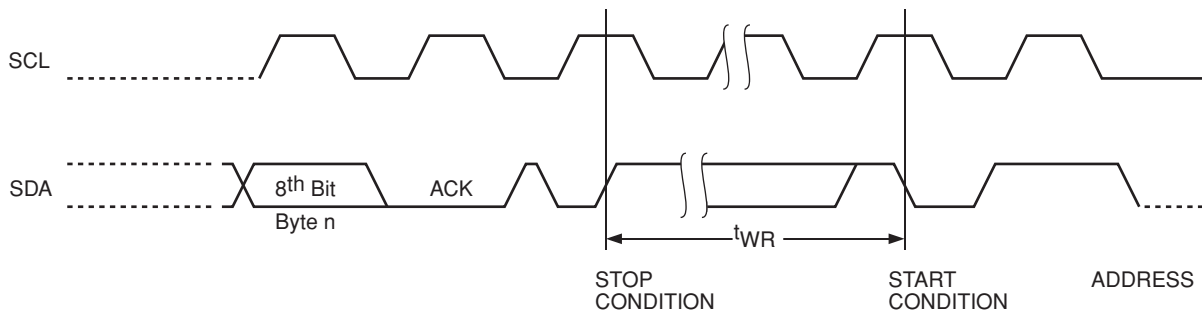 SCL
SDA
8th Bit
ACK
Byte n
tWR
STOP
CONDITION
START
CONDITION
ADDRESS